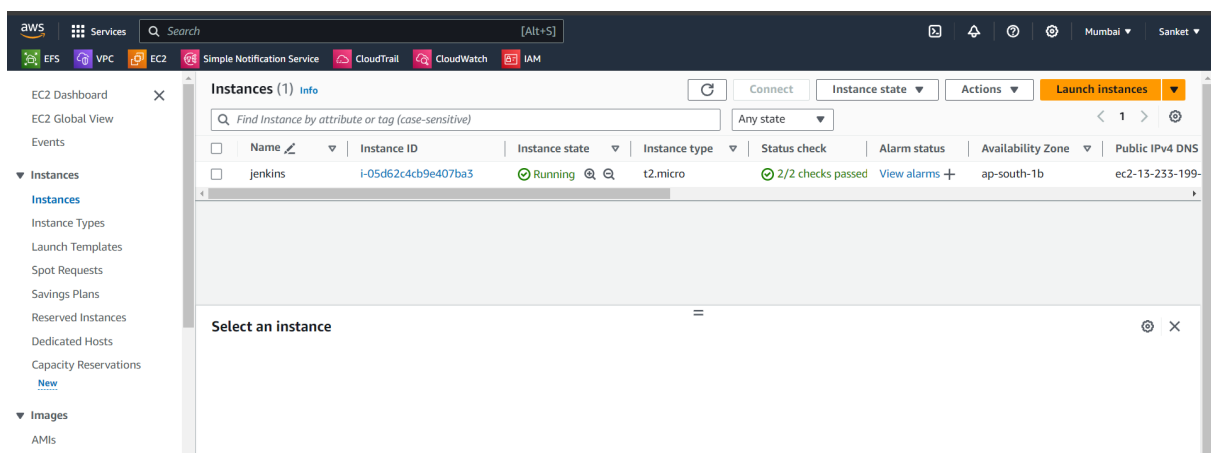 aws Services Search [Alt+S] Mumbai ▼ Sanket ▼
EFS VPC EC2 Simple Notification Service CloudTrail CloudWatch IAM
EC2 Dashboard
EC2 Global View
Events
Instances
Instances
Instance Types
Launch Templates
Spot Requests
Savings Plans
Reserved Instances
Dedicated Hosts
Capacity Reservations
New
Images
AMIs
Instances (1) Info Connect Instance state ▼ Actions ▼ Launch instances ▼
Find Instance by attribute or tag (case-sensitive) Any state ▼ < 1 >
Name Instance ID Instance state Instance type Status check Alarm status Availability Zone Public IPv4 DNS
jenkins i-05d62c4cb9e407ba3 Running t2.micro 2/2 checks passed View alarms + ap-south-1b ec2-13-233-199-
Select an instance